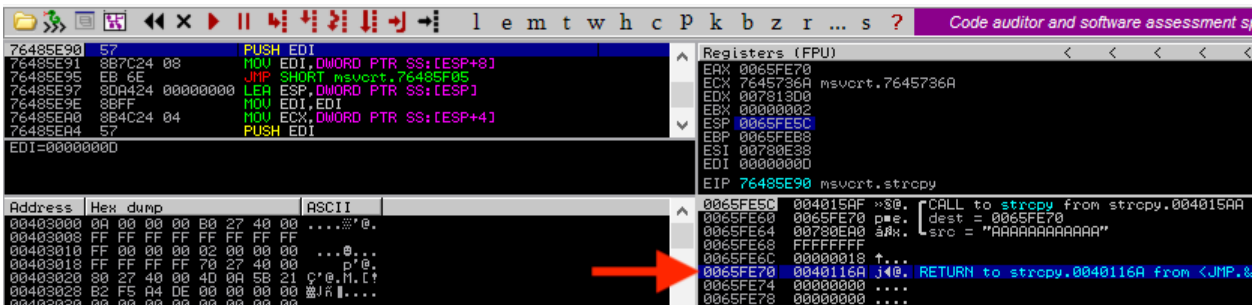 l e m t w h c P k b z r ... s ? Code auditor and software assessment sp
76485E90 57 PUSH EDI
76485E91 8B7C24 08 MOV EDI,DWORD PTR SS:[ESP+8]
76485E95 EB 6E JMP SHORT msvcrt.76485F05
76485E97 8DA424 00000000 LEA ESP,DWORD PTR SS:[ESP]
76485E9E 8BFF MOV EDI,EDI
76485EA0 8B4C24 04 MOV ECX,DWORD PTR SS:[ESP+4]
76485EA4 57 PUSH EDI
EDI=0000000D
Registers (FPU) < < < < <
EAX 0065FE70
ECX 7645736A msvcrt.7645736A
EDX 007813D0
EBX 00000002
ESP 0065FE5C
EBP 0065FEB8
ESI 00780E38
EDI 0000000D
EIP 76485E90 msvcrt.strcpy
Address Hex dump ASCII
00403000 0A 00 00 00 B0 27 40 00 ....░'@.
00403008 FF FF FF FF FF FF FF FF
00403010 FF 00 00 00 02 00 00 00 ...☻...
00403018 FF FF FF FF 70 27 40 00 p'@.
00403020 80 27 40 00 4D 0A 5B 21 Ç'@.M.[!
00403028 B2 F5 A4 DE 00 00 00 00
0065FE5C 004015AF »§@. CALL to strcpy from strcpy.004015AA
0065FE60 0065FE70 p■e. dest = 0065FE70
0065FE64 00780EA0 áx. src = "AAAAAAAAAAAA"
0065FE68 FFFFFFFF
0065FE6C 00000018 ↑...
0065FE70 0040116A j◄@. RETURN to strcpy.0040116A from <JMP.&
0065FE74 00000000 ....
0065FE78 00000000 ....